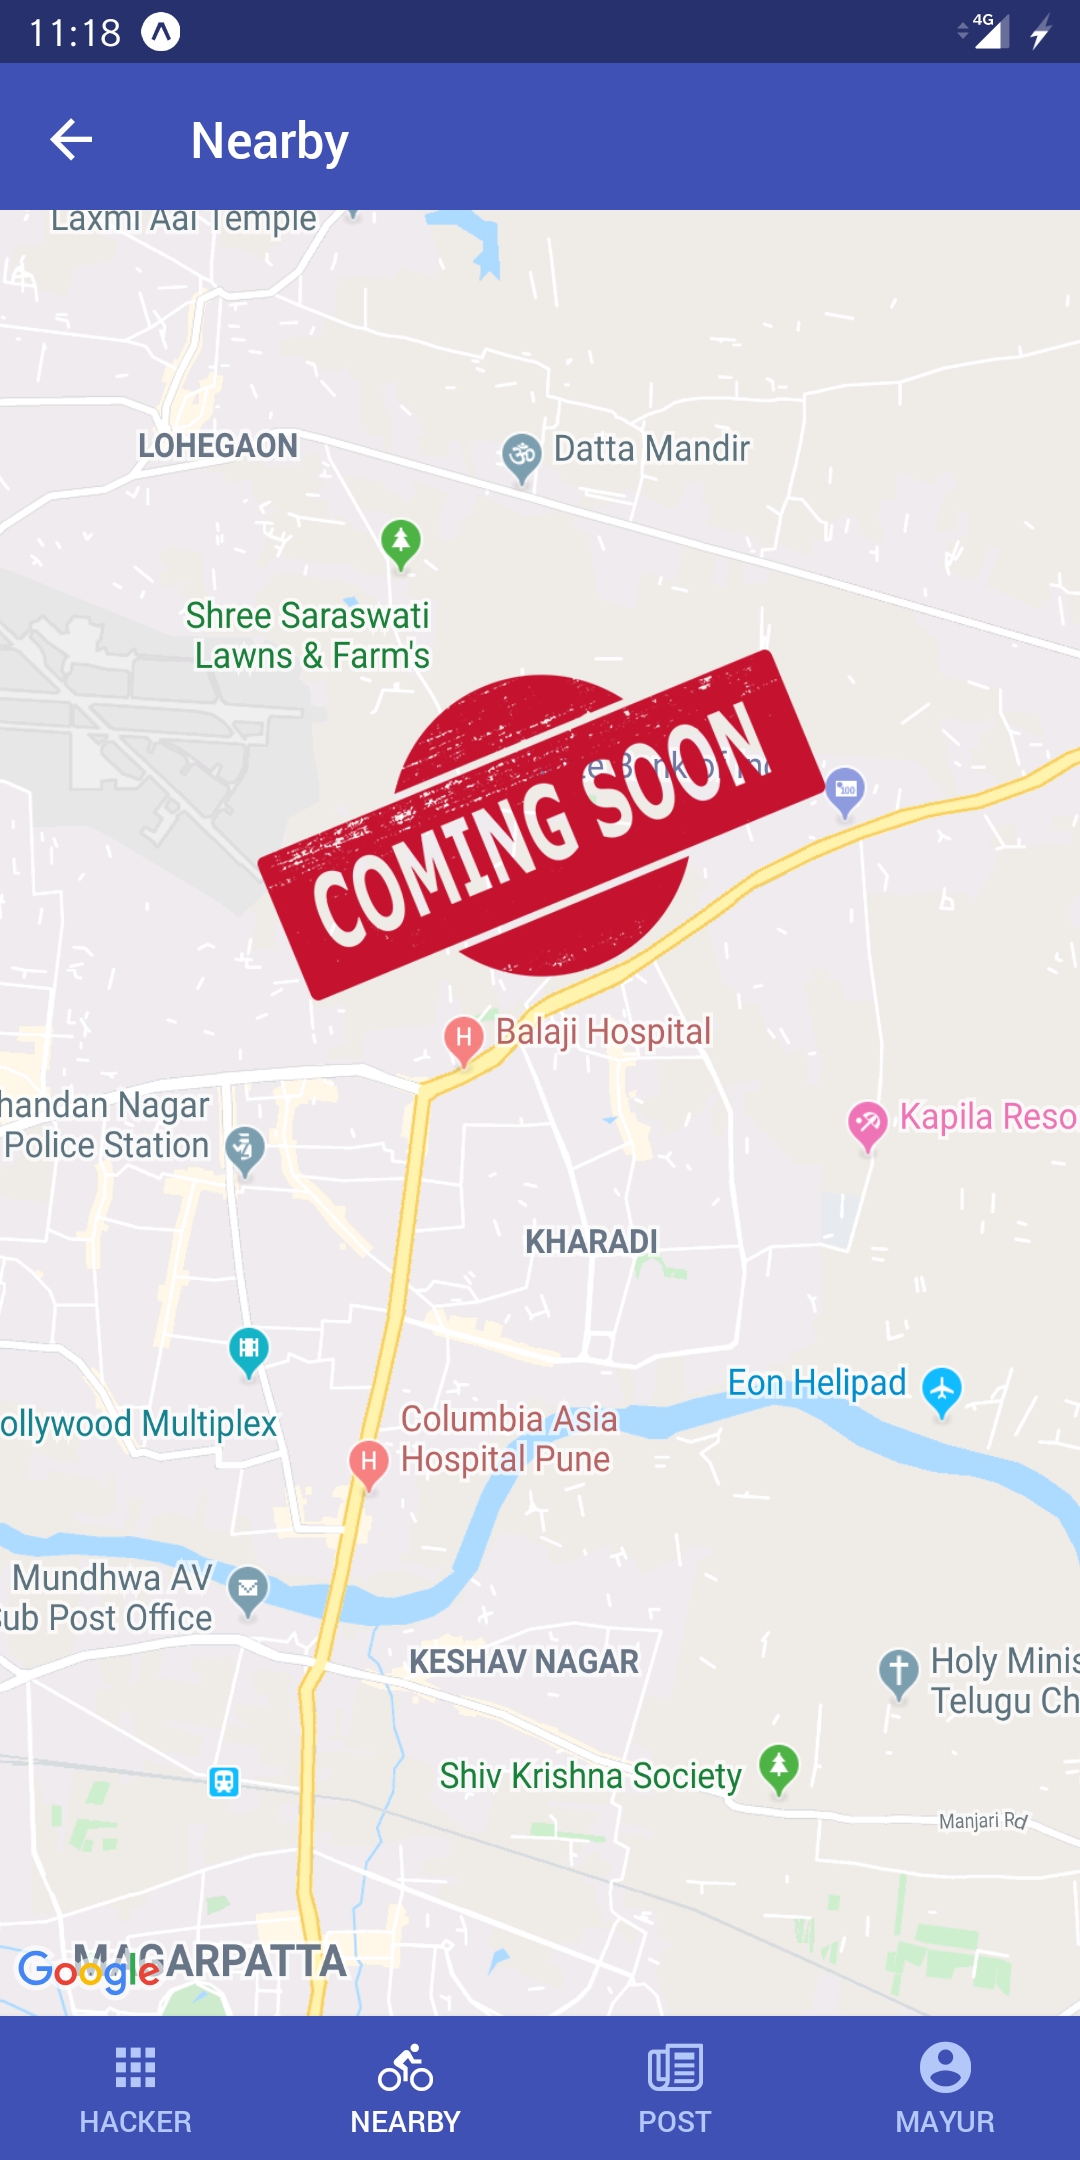 11:18
4G
Nearby
Laxmi Aai Temple
LOHEGAON
Datta Mandir
Shree Saraswati
Lawns & Farm's
COMING SOON
Balaji Hospital
handan Nagar
Police Station
Kapila Reso
KHARADI
Eon Helipad
ollywood Multiplex
Columbia Asia
Hospital Pune
Mundhwa AV
Sub Post Office
KESHAV NAGAR
Holy Minis
Telugu Ch
Shiv Krishna Society
Manjari Rd
MAGARPATTA
Google
HACKER
NEARBY
POST
MAYUR